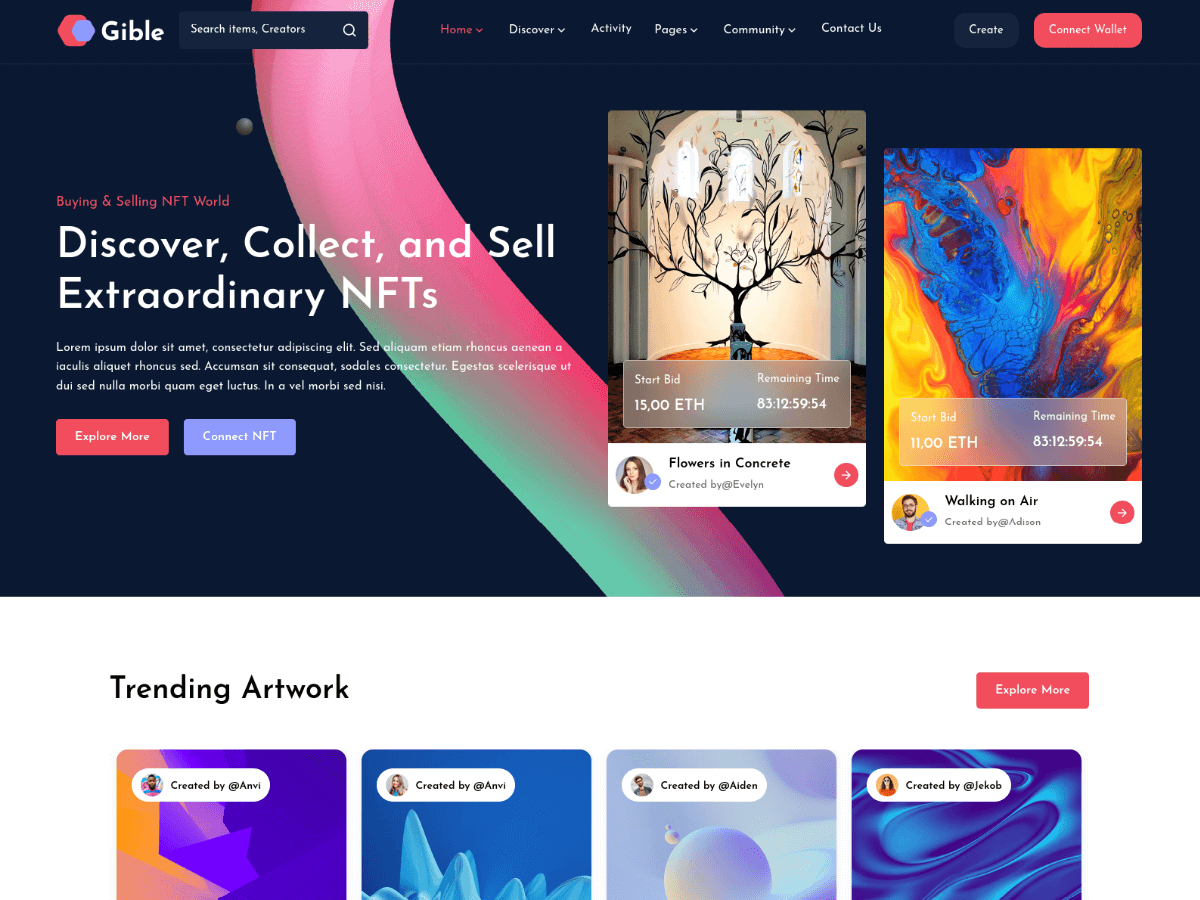 Gible
Search items, Creators
Home
Discover
Activity
Pages
Community
Contact Us
Create
Connect Wallet
Buying & Selling NFT World
Discover, Collect, and Sell
Extraordinary NFTs
Lorem ipsum dolor sit amet, consectetur adipiscing elit. Sed aliquam etiam rhoncus aenean a
iaculis aliquet rhoncus sed. Accumsan sit consequat, sodales consectetur. Egestas scelerisque ut
dui sed nulla morbi quam eget luctus. In a vel morbi sed nisi.
Explore More
Connect NFT
Start Bid
Remaining Time
15,00 ETH
83:12:59:54
Flowers in Concrete
Created by@Evelyn
Start Bid
Remaining Time
11,00 ETH
83:12:59:54
Walking on Air
Created by@Adison
Trending Artwork
Explore More
Created by @Anvi
Created by @Anvi
Created by @Aiden
Created by @Jekob